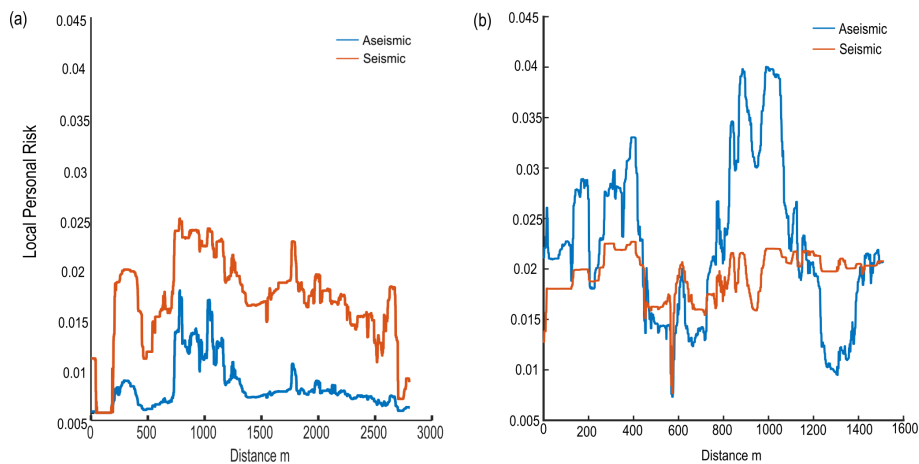 (a)
0.045
0.04
0.035
0.03
0.025
0.02
0.015
0.01
0.005
Local Personal Risk
Aseismic
Seismic
0 500 1000 1500 2000 2500 3000
Distance m
(b)
0.045
0.04
0.035
0.03
0.025
0.02
0.015
0.01
0.005
Aseismic
Seismic
0 200 400 600 800 1000 1200 1400 1600
Distance m